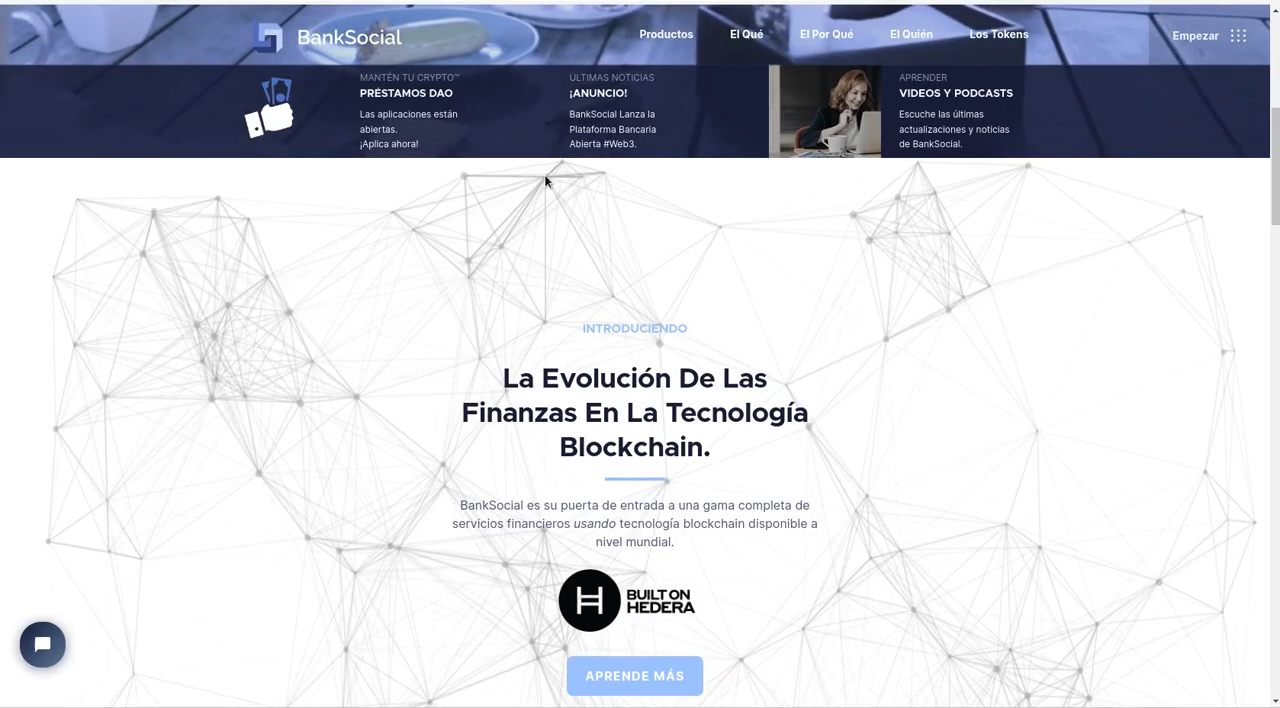 BankSocial
Productos
El Qué
El Por Qué
El Quién
Los Tokens
Empezar
MANTÉN TU CRYPTO™
PRÉSTAMOS DAO
Las aplicaciones están
abiertas.
¡Aplica ahora!
ÚLTIMAS NOTICIAS
¡ANUNCIO!
BankSocial Lanza la
Plataforma Bancaria
Abierta #Web3.
APRENDER
VIDEOS Y PODCASTS
Escuche las últimas
actualizaciones y noticias
de BankSocial.
INTRODUCIENDO
La Evolución De Las
Finanzas En La Tecnología
Blockchain.
BankSocial es su puerta de entrada a una gama completa de
servicios financieros usando tecnología blockchain disponible a
nivel mundial.
H
BUILT ON
HEDERA
APRENDE MÁS